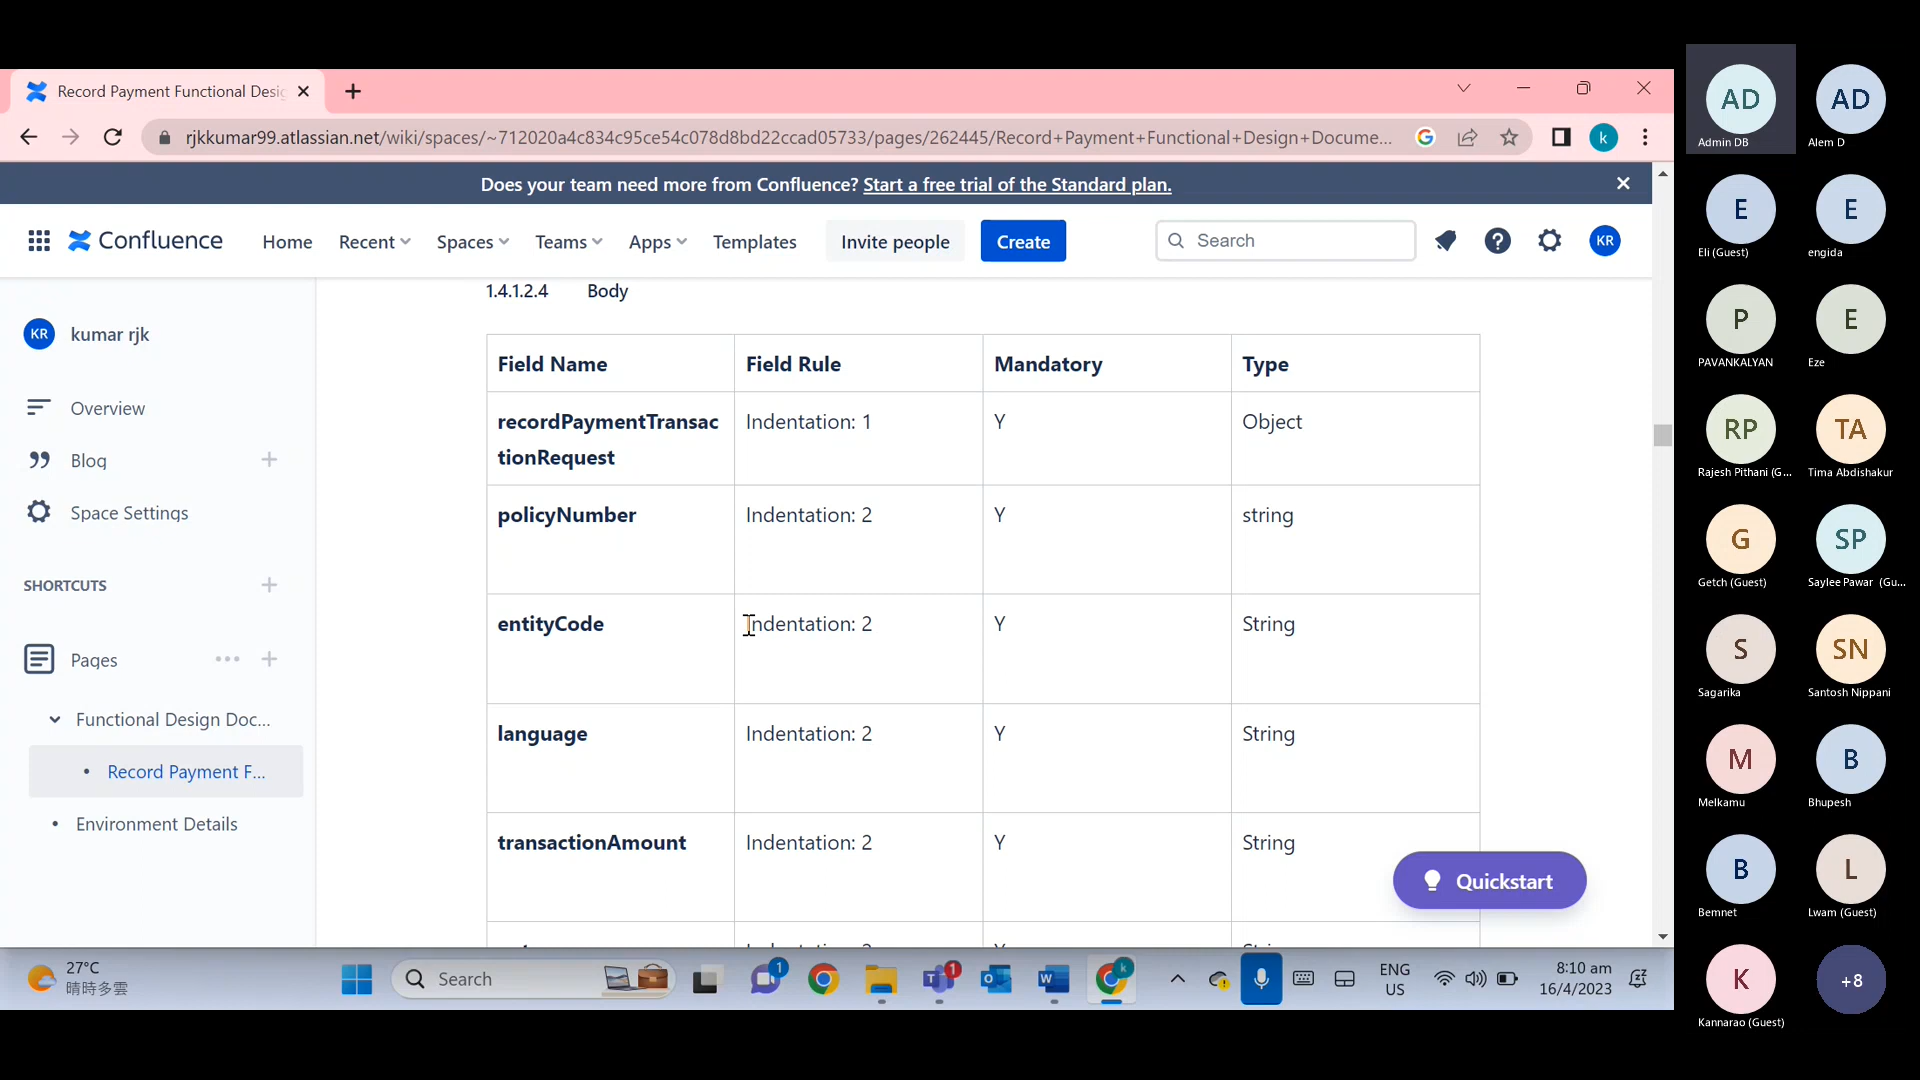 Record Payment Functional Desig
rjkkumar99.atlassian.net/wiki/spaces/~712020a4c834c95ce54c078d8bd22ccad05733/pages/262445/Record+Payment+Functional+Design+Docume...
k
Does your team need more from Confluence? Start a free trial of the Standard plan.
Confluence
Home
Recent
Spaces
Teams
Apps
Templates
Invite people
Create
Search
KR
KR
kumar rjk
Overview
Blog
Space Settings
SHORTCUTS
Pages
Functional Design Doc...
Record Payment F...
Environment Details
1.4.1.2.4 Body
Field Name Field Rule Mandatory Type
recordPaymentTransac Indentation: 1 Y Object
tionRequest
policyNumber Indentation: 2 Y string
entityCode Indentation: 2 Y String
language Indentation: 2 Y String
transactionAmount Indentation: 2 Y String
Quickstart
27°C
晴時多雲
Search
1
1
k
ENG
US
8:10 am
16/4/2023
AD
Admin DB
AD
Alem D
E
Eli (Guest)
E
engida
P
PAVANKALYAN
E
Eze
RP
Rajesh Pithani (G...
TA
Tima Abdishakur
G
Getch (Guest)
SP
Saylee Pawar (Gu...
S
Sagarika
SN
Santosh Nippani
M
Melkamu
B
Bhupesh
B
Bemnet
L
Lwam (Guest)
K
Kannarao (Guest)
+8